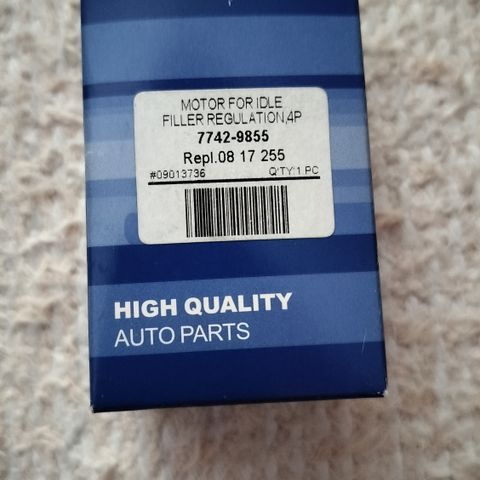 MOTOR FOR IDLE
FILLER REGULATION,4P
7742-9855
Repl.08 17 255
#09013736 Q'TY:1 PC
HIGH QUALITY
AUTO PARTS